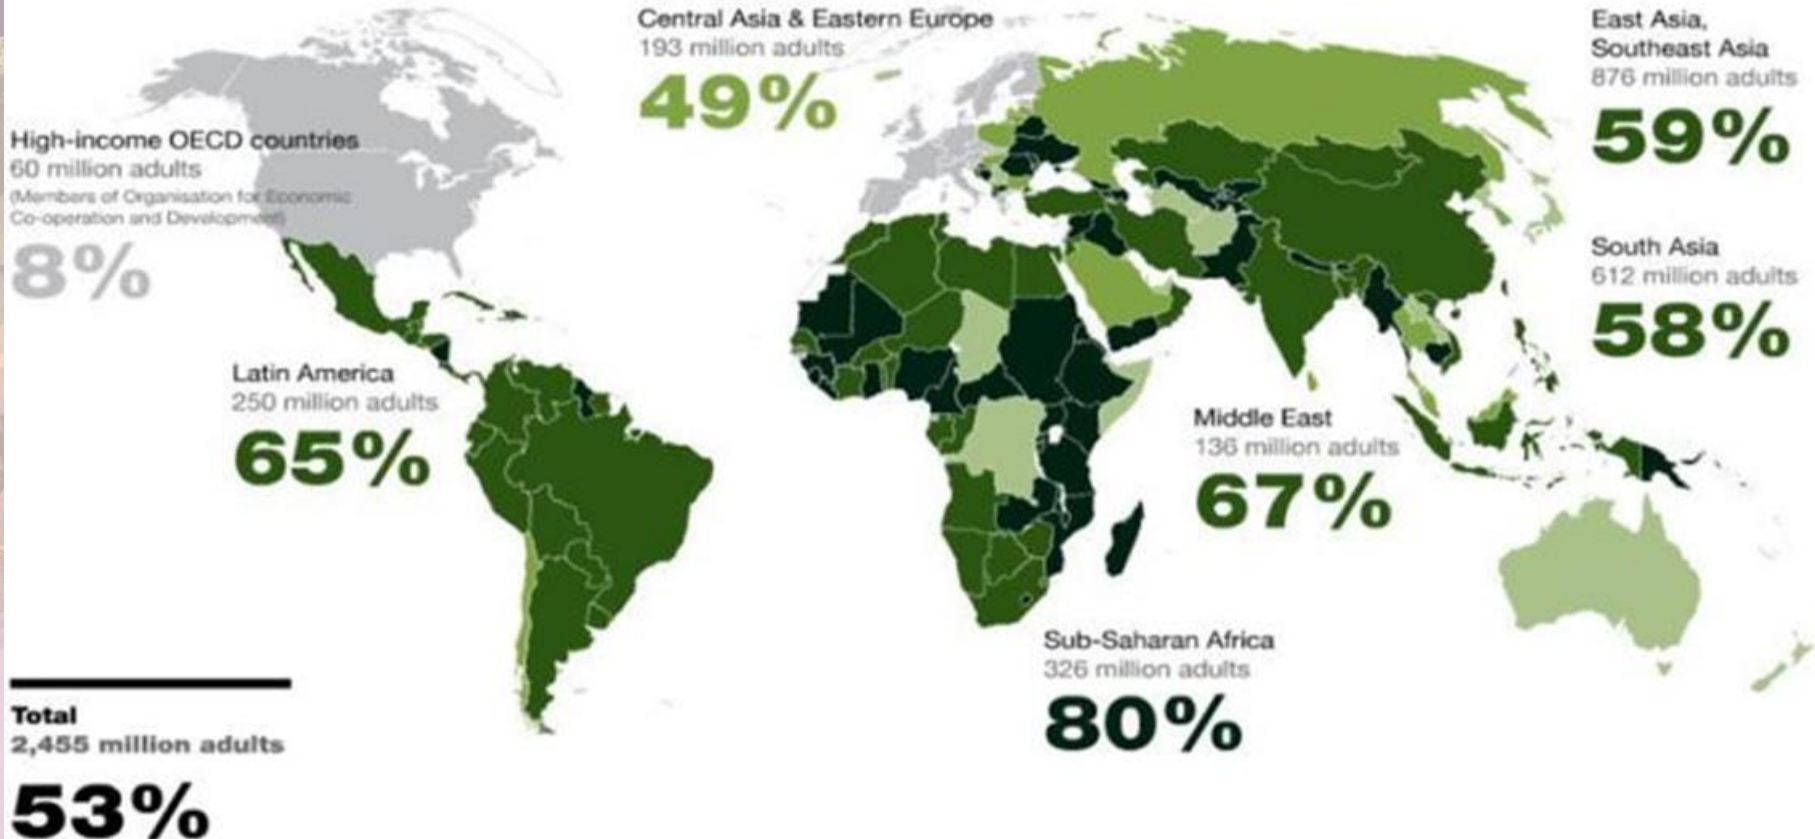 Central Asia & Eastern Europe
193 million adults
49%
East Asia,
Southeast Asia
876 million adults
59%
High-income OECD countries
60 million adults
(Members of Organisation for Economic
Co-operation and Development)
8%
South Asia
612 million adults
58%
Latin America
250 million adults
65%
Middle East
136 million adults
67%
Sub-Saharan Africa
326 million adults
80%
Total
2,455 million adults
53%